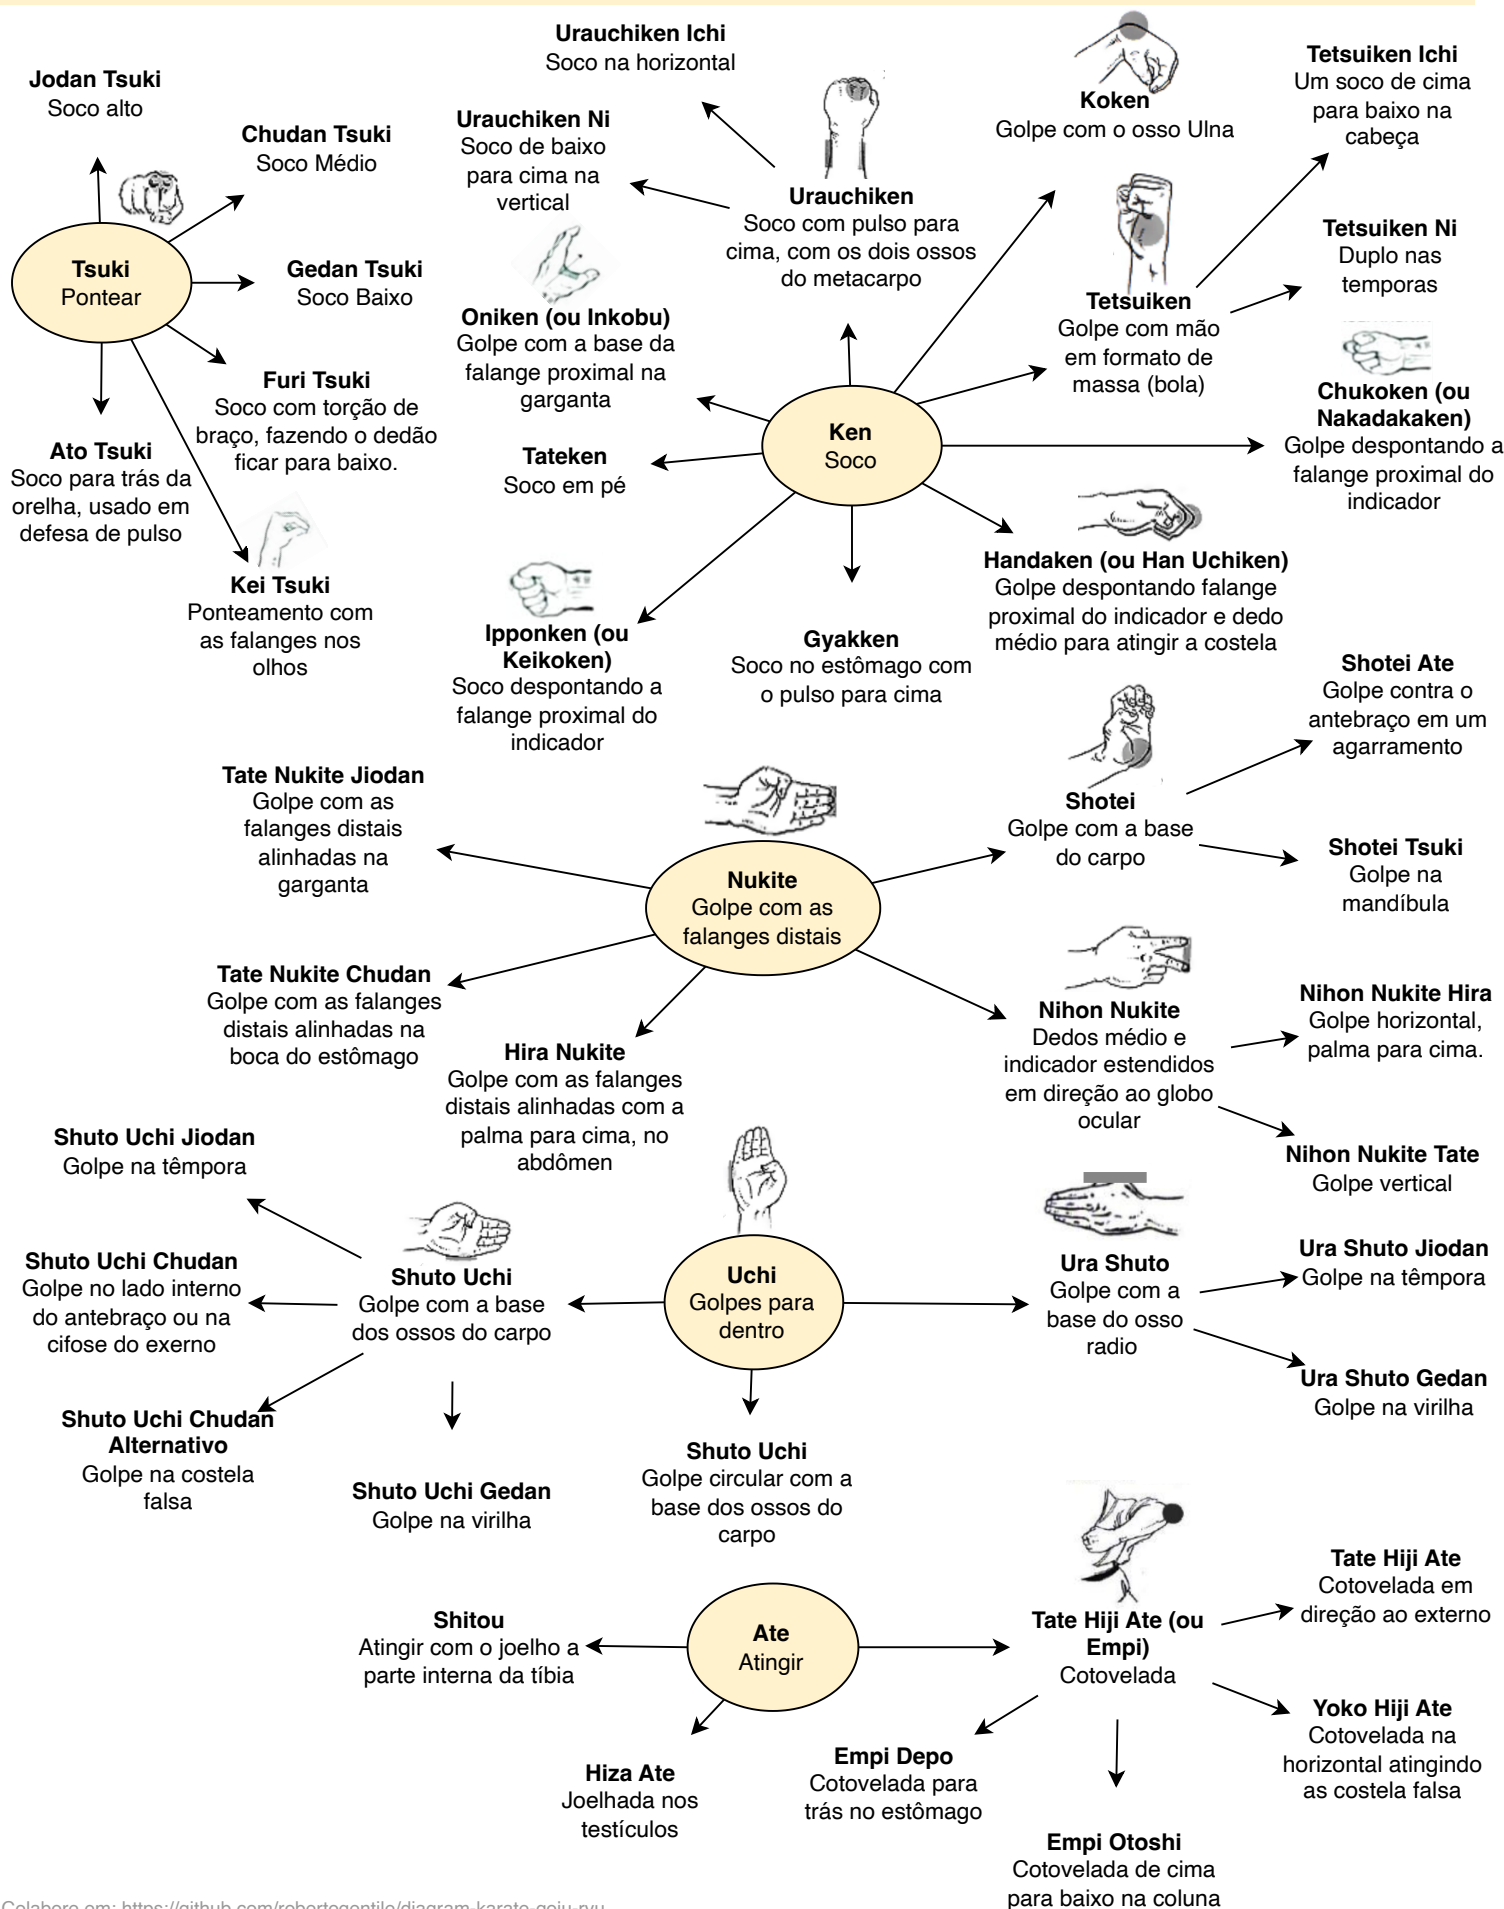 Jodan Tsuki
Soco alto
Chudan Tsuki
Soco Médio
Tsuki
Pontear
Gedan Tsuki
Soco Baixo
Furi Tsuki
Soco com torção de
braço, fazendo o dedão
ficar para baixo.
Ato Tsuki
Soco para trás da
orelha, usado em
defesa de pulso
Kei Tsuki
Ponteamento com
as falanges nos
olhos
Urauchiken Ichi
Soco na horizontal
Urauchiken Ni
Soco de baixo
para cima na
vertical
Urauchiken
Soco com pulso para
cima, com os dois ossos
do metacarpo
Oniken (ou Inkobu)
Golpe com a base da
falange proximal na
garganta
Tateken
Soco em pé
Ken
Soco
Koken
Golpe com o osso Ulna
Tetsuiken Ichi
Um soco de cima
para baixo na
cabeça
Tetsuiken Ni
Duplo nas
temporas
Tetsuiken
Golpe com mão
em formato de
massa (bola)
Chukoken (ou
Nakadakaken)
Golpe despontando a
falange proximal do
indicador
Handaken (ou Han Uchiken)
Golpe despontando falange
proximal do indicador e dedo
médio para atingir a costela
Gyakken
Soco no estômago com
o pulso para cima
Ipponken (ou
Keikoken)
Soco despontando a
falange proximal do
indicador
Tate Nukite Jiodan
Golpe com as
falanges distais
alinhadas na
garganta
Nukite
Golpe com as
falanges distais
Shotei
Golpe com a base
do carpo
Shotei Ate
Golpe contra o
antebraço em um
agarramento
Shotei Tsuki
Golpe na
mandíbula
Tate Nukite Chudan
Golpe com as falanges
distais alinhadas na
boca do estômago
Hira Nukite
Golpe com as falanges
distais alinhadas com a
palma para cima, no
abdômen
Nihon Nukite
Dedos médio e
indicador estendidos
em direção ao globo
ocular
Nihon Nukite Hira
Golpe horizontal,
palma para cima.
Nihon Nukite Tate
Golpe vertical
Shuto Uchi Jiodan
Golpe na têmpora
Shuto Uchi Chudan
Golpe no lado interno
do antebraço ou na
cifose do exerno
Shuto Uchi
Golpe com a base
dos ossos do carpo
Uchi
Golpes para
dentro
Ura Shuto
Golpe com a
base do osso
radio
Ura Shuto Jiodan
Golpe na têmpora
Ura Shuto Gedan
Golpe na virilha
Shuto Uchi Chudan
Alternativo
Golpe na costela
falsa
Shuto Uchi Gedan
Golpe na virilha
Shuto Uchi
Golpe circular com a
base dos ossos do
carpo
Shitou
Atingir com o joelho a
parte interna da tíbia
Ate
Atingir
Tate Hiji Ate (ou
Empi)
Cotovelada
Tate Hiji Ate
Cotovelada em
direção ao externo
Yoko Hiji Ate
Cotovelada na
horizontal atingindo
as costela falsa
Hiza Ate
Joelhada nos
testículos
Empi Depo
Cotovelada para
trás no estômago
Empi Otoshi
Cotovelada de cima
para baixo na coluna
Colabore em: https://github.com/robertogentile/diagram-karate-goju-ryu